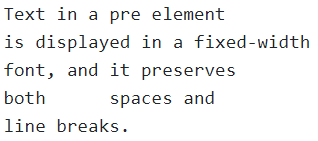 Text in a pre element
is displayed in a fixed-width
font, and it preserves
both      spaces and
line breaks.